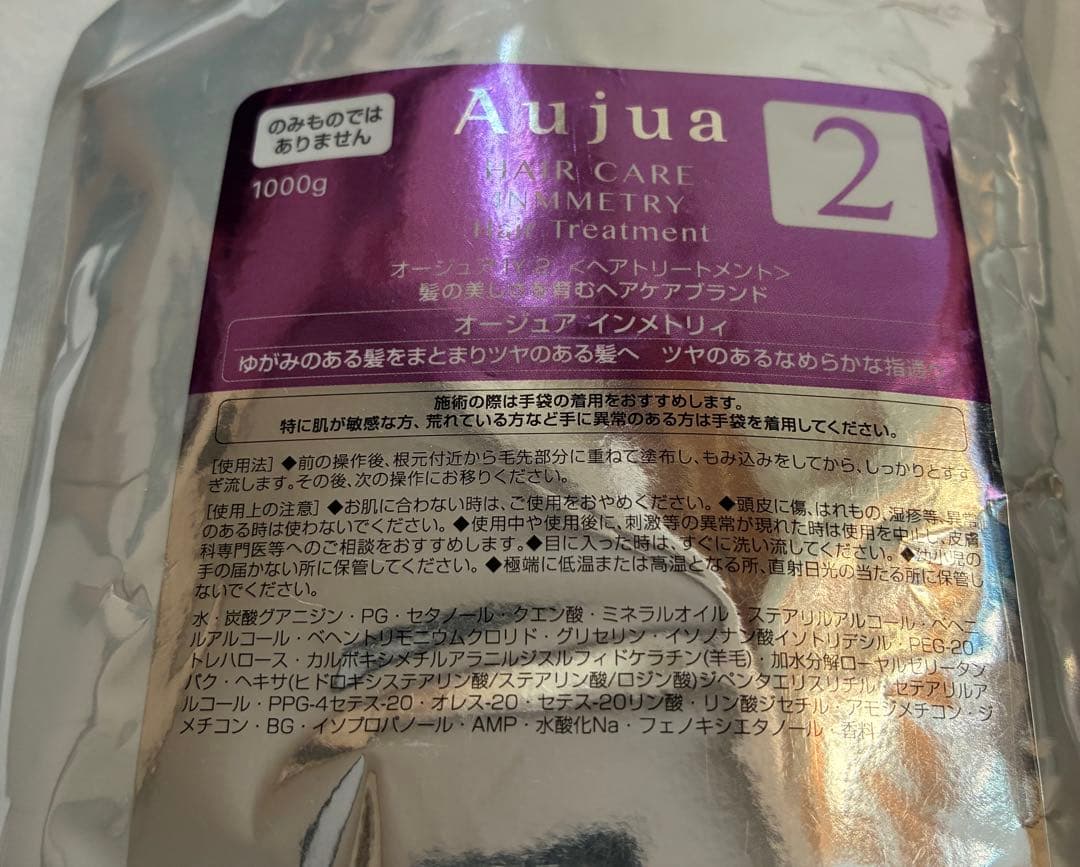 のみものでは
ありません
Aujua
2
1000g
HAIR CARE
INMMETRY
Hair Treatment
オージュア IY 2 <ヘアトリートメント>
髪の美しさを育むヘアケアブランド
オージュア インメトリィ
ゆがみのある髪をまとまりツヤのある髪へ ツヤのあるなめらかな指通り
施術の際は手袋の着用をおすすめします。
特に肌が敏感な方、荒れている方など手に異常のある方は手袋を着用してください。
[使用法] ◆前の操作後、根元付近から毛先部分に重ねて塗布し、もみ込みをしてから、しっかりとすす
ぎ流します。その後、次の操作にお移りください。
[使用上の注意] ◆お肌に合わない時は、ご使用をおやめください。◆頭皮に傷、はれもの、湿疹等、異常
のある時は使わないでください。◆使用中や使用後に、刺激等の異常が現れた時は使用を中止し、皮膚
科専門医等へのご相談をおすすめします。◆目に入った時は、すぐに洗い流してください。◆幼小児の
手の届かない所に保管してください。◆極端に低温または高温となる所、直射日光の当たる所に保管し
ないでください。
水・炭酸グアニジン・PG・セタノール・クエン酸・ミネラルオイル・ステアリルアルコール・ベヘニ
ルアルコール・ベヘントリモニウムクロリド・グリセリン・イソノナン酸イソトリデシル・PEG-20・
トレハロース・カルボキシメチルアラニルジスルフィドケラチン(羊毛)・加水分解ローヤルゼリータン
パク・ヘキサ(ヒドロキシステアリン酸/ステアリン酸/ロジン酸)ジペンタエリスリチル・セテアリルア
ルコール・PPG-4セテス-20・オレス-20・セテス-20リン酸・リン酸ジセチル・アモジメチコン・ジ
メチコン・BG・イソプロパノール・AMP・水酸化Na・フェノキシエタノール・香料